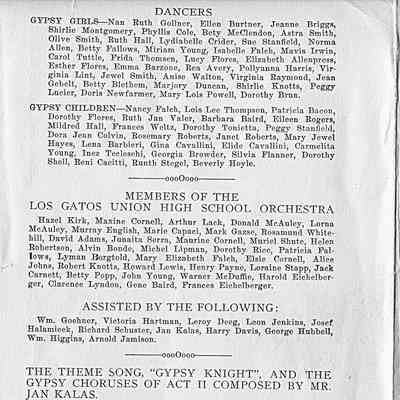 DANCERS
GYPSY GIRLS—Nan Ruth Gollner, Ellen Burtner, Jeanne Briggs,
Shirlie Montgomery, Phyllis Cole, Bety McClendon, Astra Smith,
Olive Smith, Ruth Hall, Lydiabelle Crider, Sue Stanfield, Norma
Allen, Betty Fallows, Miriam Young, Isabelle Falch, Mavis Irwin,
Carol Tuttle, Frida Thomsen, Lucy Flores, Elizabeth Allenpress,
Esther Flores, Emma Barzone, Rea Avery, Pollyanna Harris, Vir-
ginia Lint, Jewel Smith, Anise Walton, Virginia Raymond, Jean
Gebelt, Betty Blethem, Marjory Duncan, Shirlie Knotts, Peggy
Lucier, Doris Newfarmer, Mary Lois Powell, Dorothy Brun.
GYPSY CHILDREN—Nancy Falch, Lois Lee Thompson, Patricia Bacon,
Dorothy Flores, Ruth Jan Valer, Barbara Baird, Eileen Rogers,
Mildred Hall, Frances Weltz, Dorothy Tonietta, Peggy Stanfield,
Dora Jean Colvin, Rosemary Roberts, Janet Roberts, Mary Jewel
Hayes, Lena Barbieri, Gina Cavallini, Elide Cavallini, Carmelita
Young, Inez Tecleschi, Georgia Browder, Silvia Flanner, Dorothy
Sholl, Reni Cacitti, Runth Stegel, Beverly Hoyle.
ooo0ooo
MEMBERS OF THE
LOS GATOS UNION HIGH SCHOOL ORCHESTRA
Hazel Kirk, Maxine Cornell, Arthur Lack, Donald McAuley, Lorna
McAuley, Murray English, Marie Capaci, Mark Gazse, Rosamund White-
hill, David Adams, Junaita Serra, Maurine Cornell, Muriel Shute, Helen
Robertson, Alvin Bonde, Michel Lipman, Dorothy Rice, Patricia Fal-
lows, Lyman Borgtold, Mary Elizabeth Falch, Elsie Cornell, Alice
Johns, Robert Knotts, Howard Lewis, Henry Payne, Loraine Stapp, Jack
Carnett, Betty Popp, John Young, Warner McDuffie, Harold Eichelber-
ger, Clarence Lyndon, Gene Baird, Frances Eichelberger.
ooo0ooo
ASSISTED BY THE FOLLOWING:
Wm. Goehner, Victoria Hartman, Leroy Deeg, Leon Jenkins, Josef
Halamicek, Richard Schuster, Jan Kalas, Harry Davis, George Hubbell,
Wm. Higgins, Arnold Jamison.
ooo0ooo
THE THEME SONG, "GYPSY KNIGHT", AND THE
GYPSY CHORUSES OF ACT II COMPOSED BY MR.
JAN KALAS.